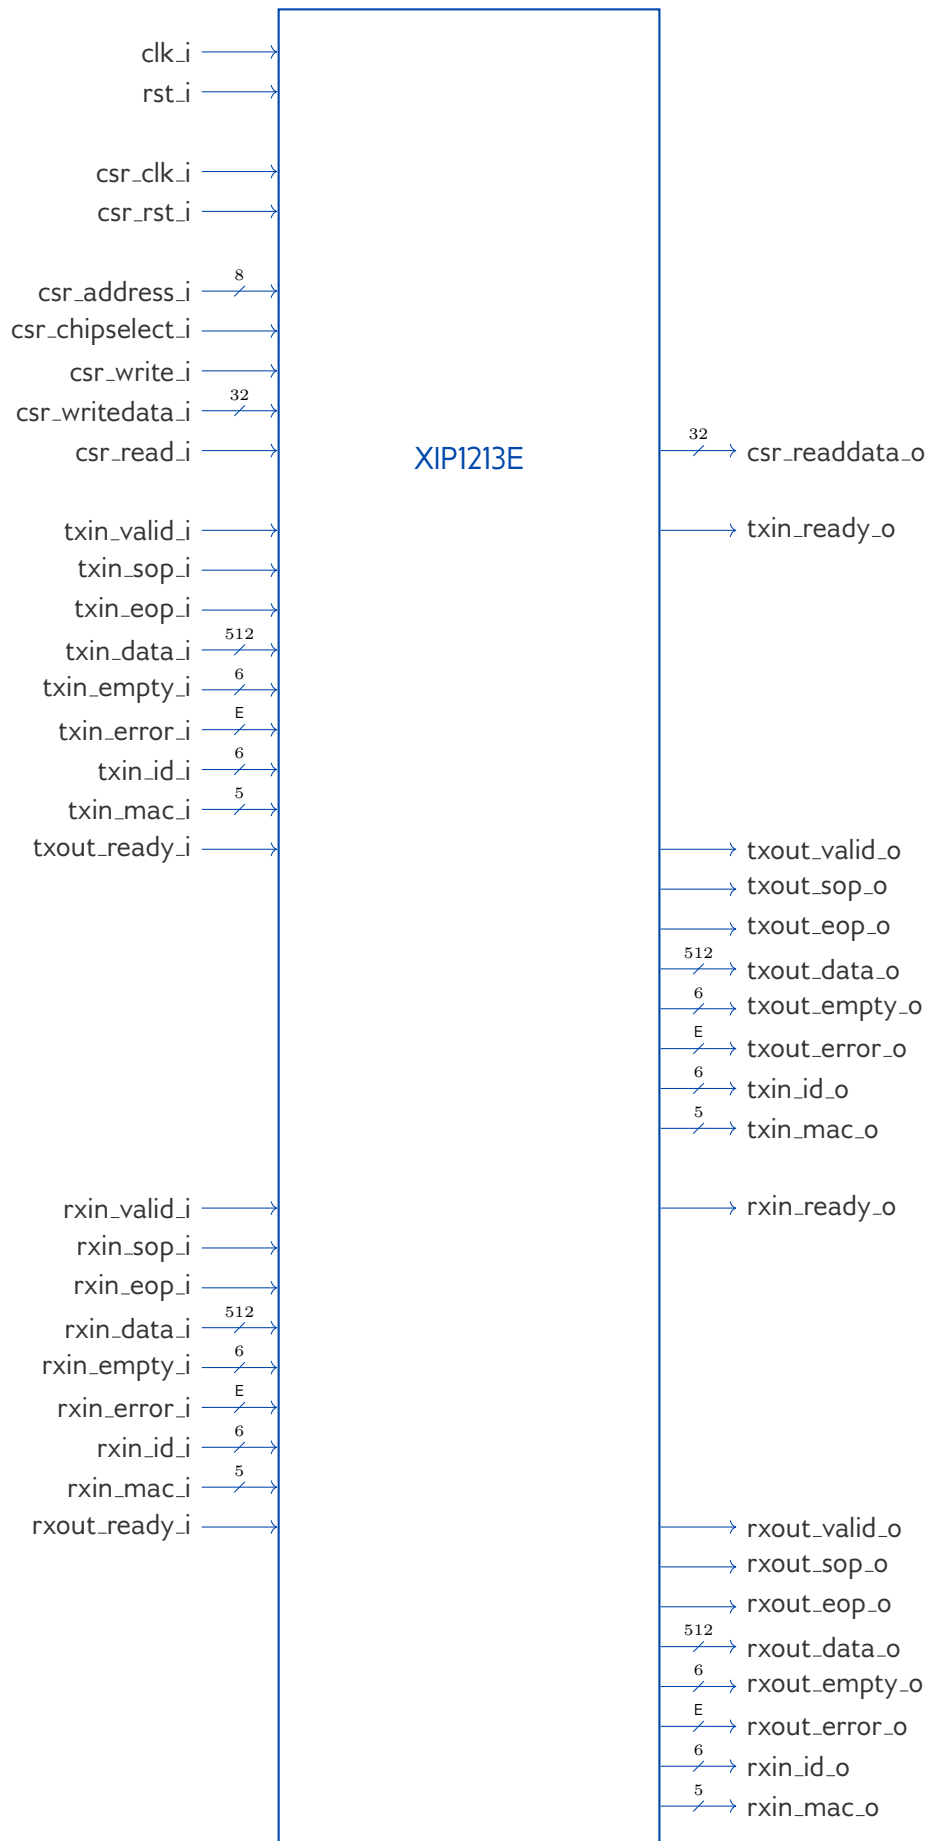 clk_i
rst_i
csr_clk_i
csr_rst_i
8
csr_address_i
csr_chipselect_i
csr_write_i
32
csr_writedata_i
csr_read_i
XIP1213E
32
csr_readdata_o
txin_valid_i
txin_ready_o
txin_sop_i
txin_eop_i
512
txin_data_i
6
txin_empty_i
E
txin_error_i
6
txin_id_i
5
txin_mac_i
txout_ready_i
txout_valid_o
txout_sop_o
txout_eop_o
512
txout_data_o
6
txout_empty_o
E
txout_error_o
6
txin_id_o
5
txin_mac_o
rxin_valid_i
rxin_ready_o
rxin_sop_i
rxin_eop_i
512
rxin_data_i
6
rxin_empty_i
E
rxin_error_i
6
rxin_id_i
5
rxin_mac_i
rxout_ready_i
rxout_valid_o
rxout_sop_o
rxout_eop_o
512
rxout_data_o
6
rxout_empty_o
E
rxout_error_o
6
rxin_id_o
5
rxin_mac_o